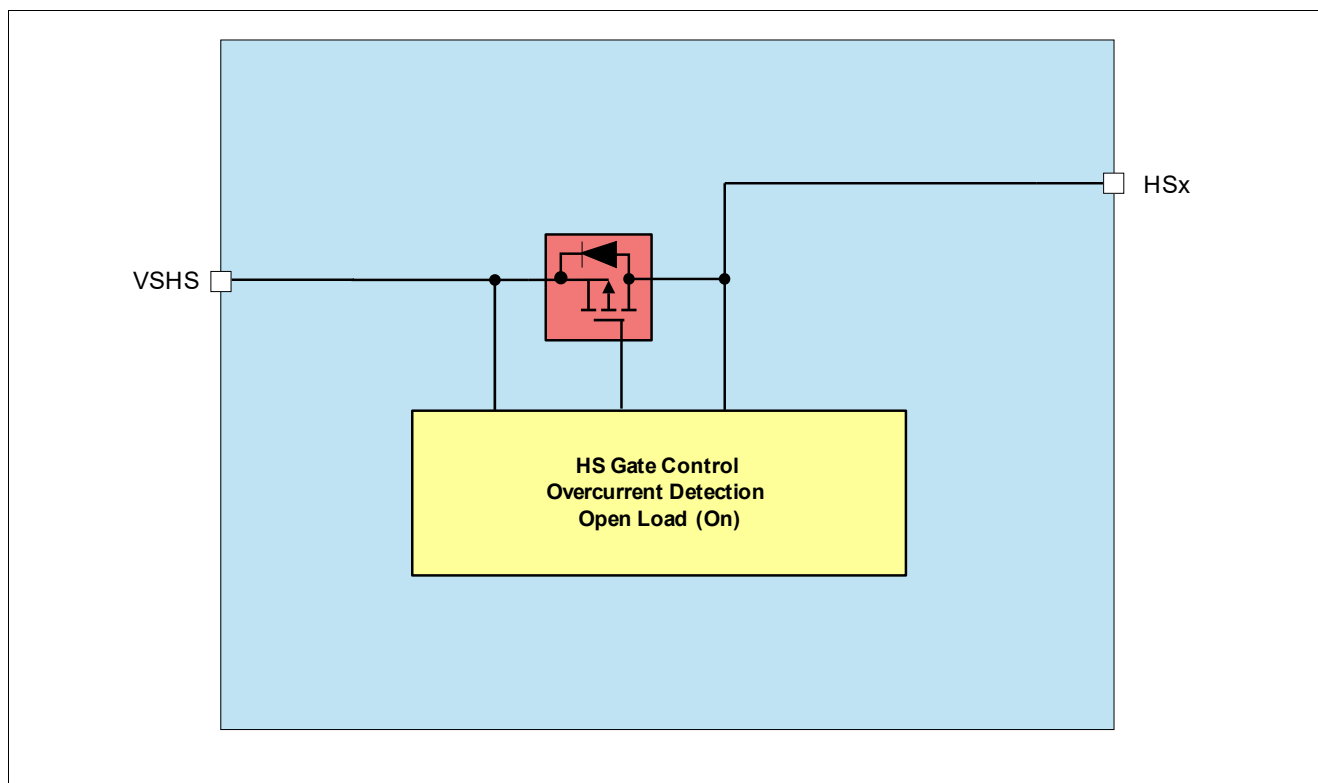 HSx
VSHS
HS Gate Control
Overcurrent Detection
Open Load (On)